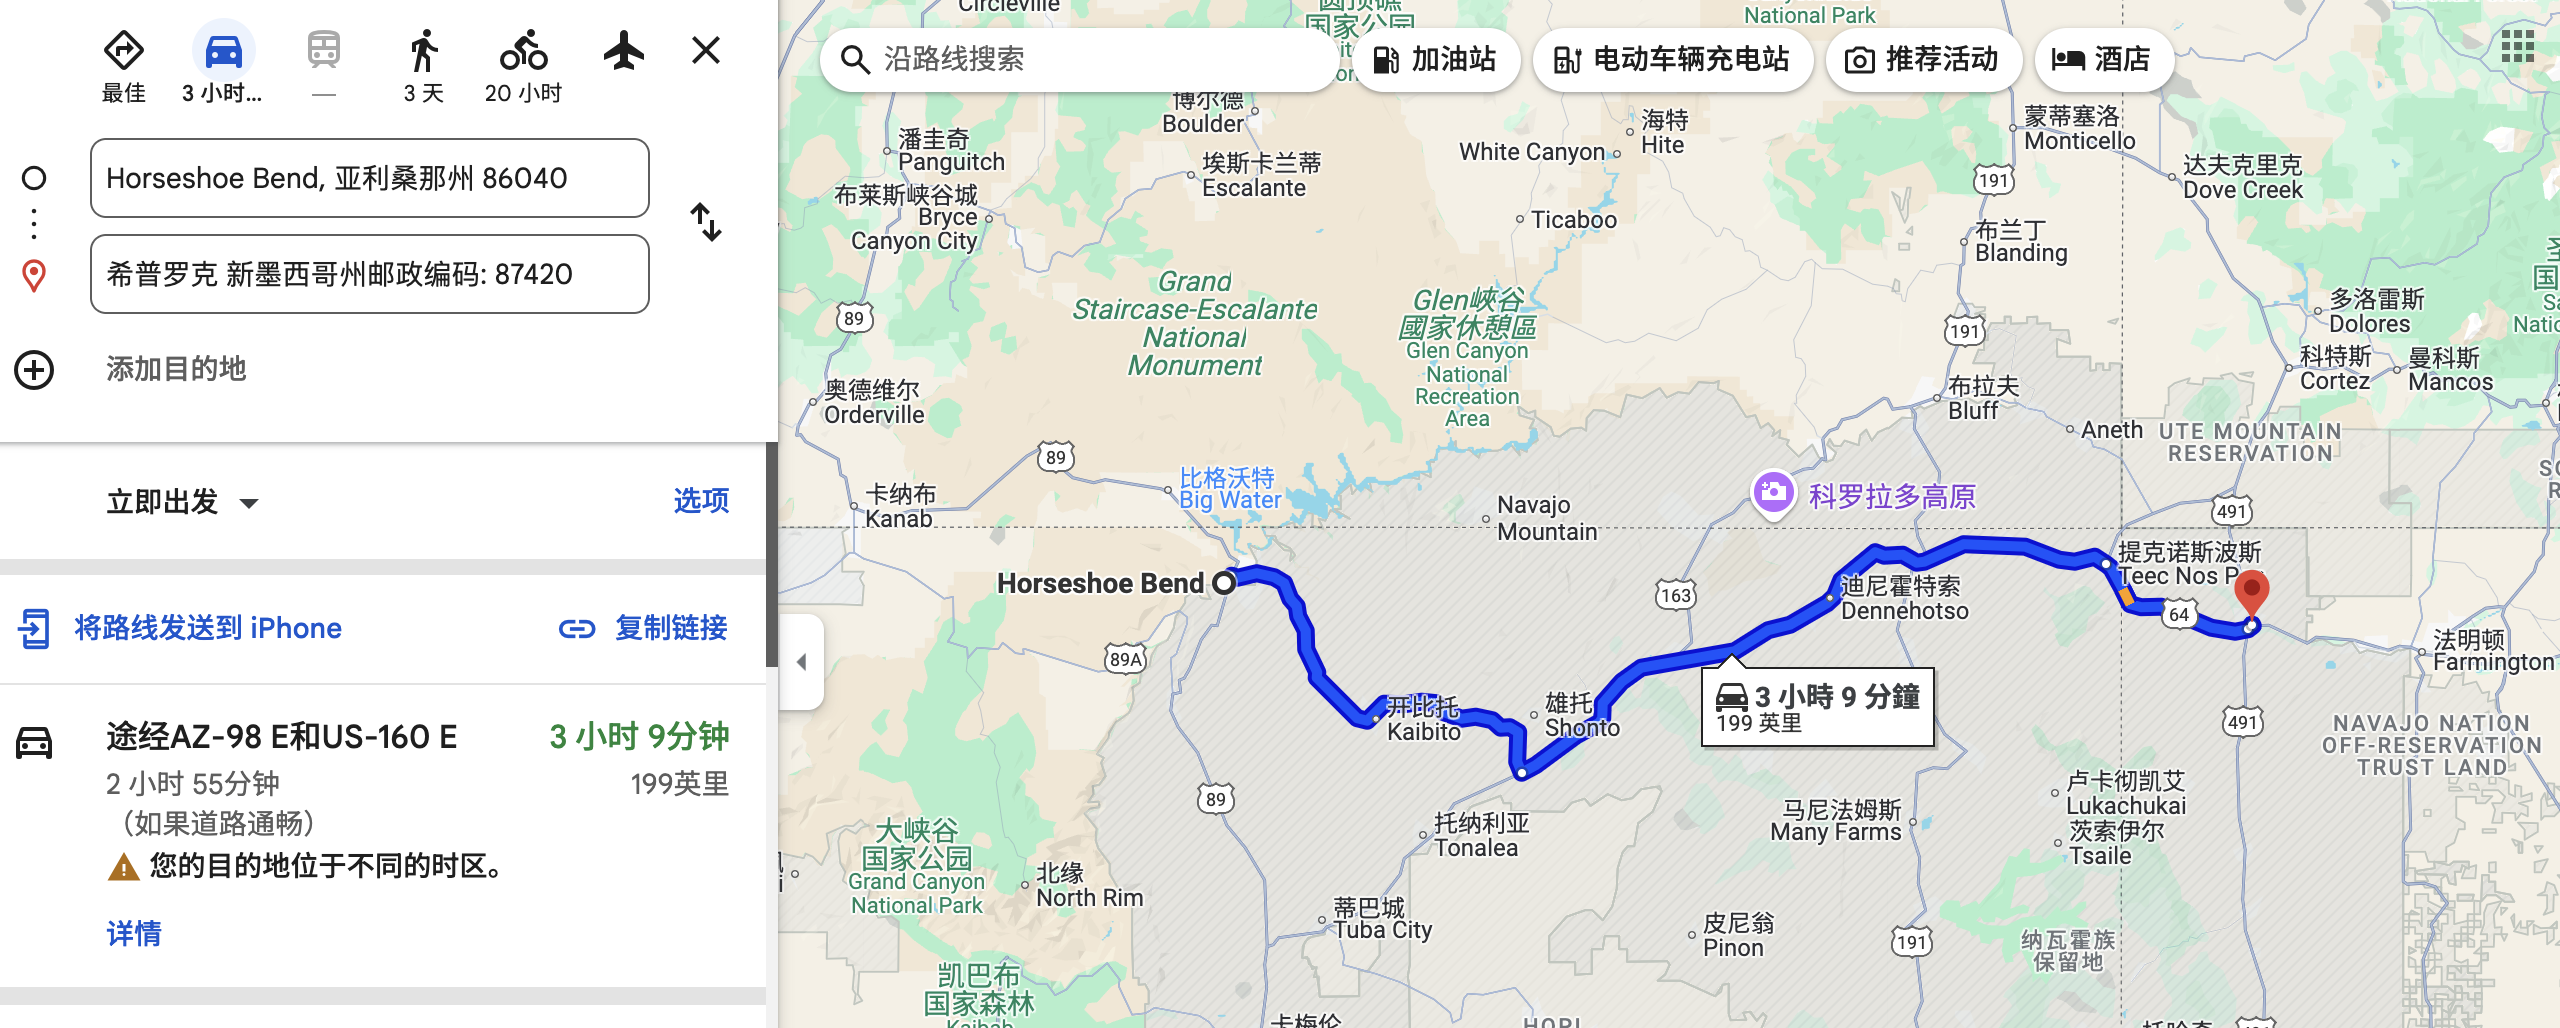 最佳
3 小时...
—
3 天
20 小时
Horseshoe Bend, 亚利桑那州 86040
希普罗克 新墨西哥州邮政编码: 87420
添加目的地
立即出发
选项
将路线发送到 iPhone
复制链接
途经AZ-98 E和US-160 E
3 小时 9分钟
2 小时 55分钟
199英里
（如果道路通畅）
您的目的地位于不同的时区。
详情
沿路线搜索
加油站
电动车辆充电站
推荐活动
酒店
Circleville
国家公园
National Park
博尔德
Boulder
潘圭奇
Panguitch
埃斯卡兰蒂
Escalante
布莱斯峡谷城
Bryce
Canyon City
White Canyon
海特
Hite
Ticaboo
蒙蒂塞洛
Monticello
191
达夫克里克
Dove Creek
布兰丁
Blanding
Grand
Staircase-Escalante
National
Monument
Glen峽谷
國家休憩區
Glen Canyon
National
Recreation
Area
89
191
多洛雷斯
Dolores
科特斯
Cortez
曼科斯
Mancos
奥德维尔
Orderville
布拉夫
Bluff
Aneth
UTE MOUNTAIN
RESERVATION
89
比格沃特
Big Water
卡纳布
Kanab
Navajo
Mountain
科罗拉多高原
491
提克诺斯波斯
Teec Nos P
Horseshoe Bend
163
迪尼霍特索
Dennehotso
64
89A
法明顿
Farmington
3 小時 9 分鐘
199 英里
开比托
Kaibito
雄托
Shonto
491
NAVAJO NATION
OFF-RESERVATION
TRUST LAND
89
卢卡彻凯艾
Lukachukai
茨索伊尔
Tsaile
马尼法姆斯
Many Farms
托纳利亚
Tonalea
大峡谷
国家公园
Grand Canyon
National Park
北缘
North Rim
蒂巴城
Tuba City
皮尼翁
Pinon
191
纳瓦霍族
保留地
凯巴布
国家森林
Kaibab
卡梅伦
HOPI